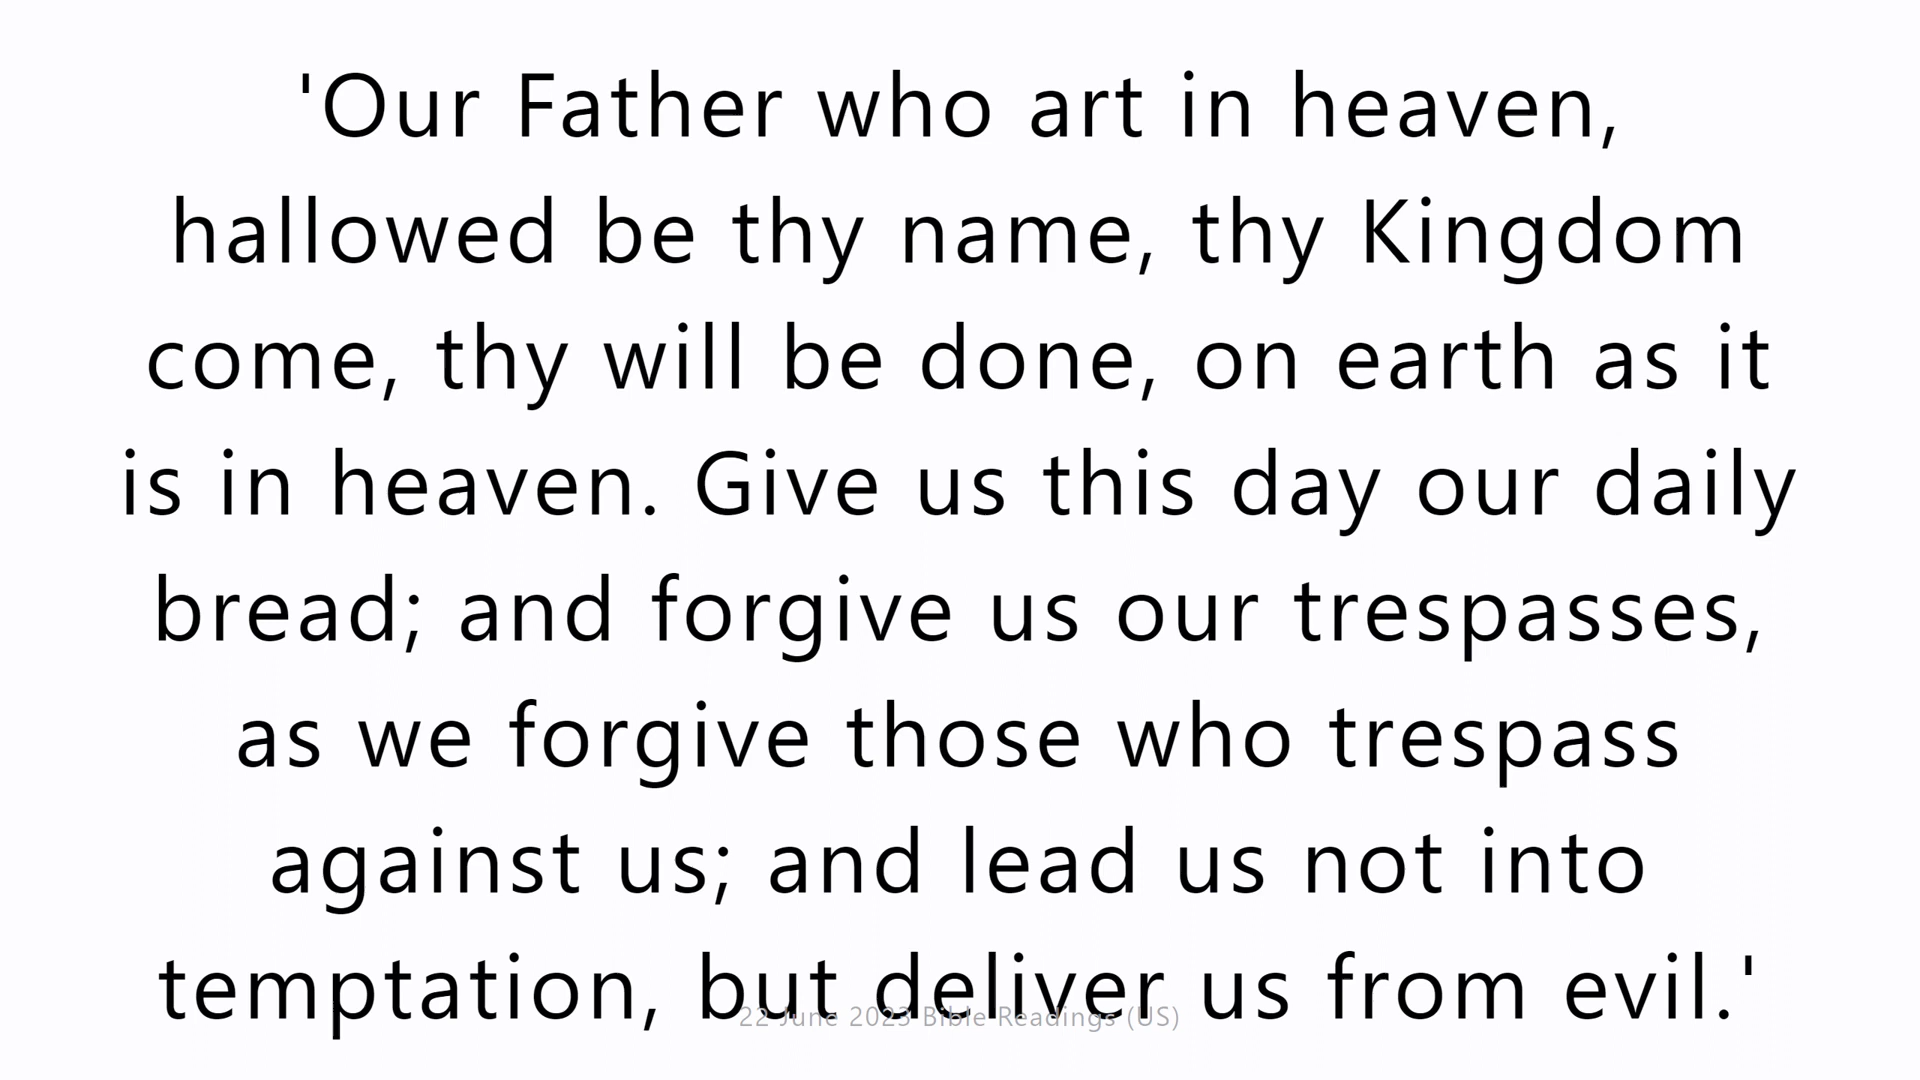 'Our Father who art in heaven,
hallowed be thy name, thy Kingdom
come, thy will be done, on earth as it
is in heaven. Give us this day our daily
bread; and forgive us our trespasses,
as we forgive those who trespass
against us; and lead us not into
temptation, but deliver us from evil.'
22 June 2023 Bible Readings (US)